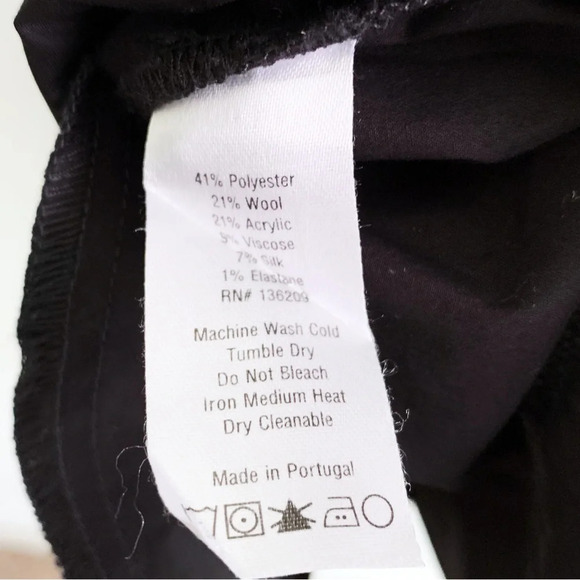 41% Polyester
21% Wool
21% Acrylic
9% Viscose
7% Silk
1% Elastane
RN# 136209
Machine Wash Cold
Tumble Dry
Do Not Bleach
Iron Medium Heat
Dry Cleanable
Made in Portugal